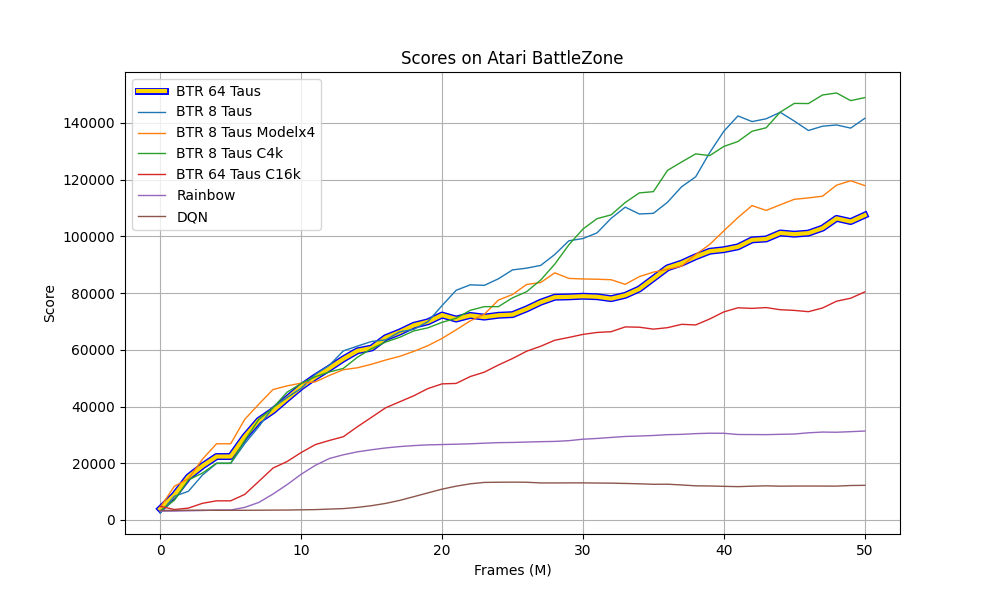 Scores on Atari BattleZone
BTR 64 Taus
BTR 8 Taus
BTR 8 Taus Modelx4
BTR 8 Taus C4k
BTR 64 Taus C16k
Rainbow
DQN
Score
140000
120000
100000
80000
60000
40000
20000
0
0 10 20 30 40 50
Frames (M)